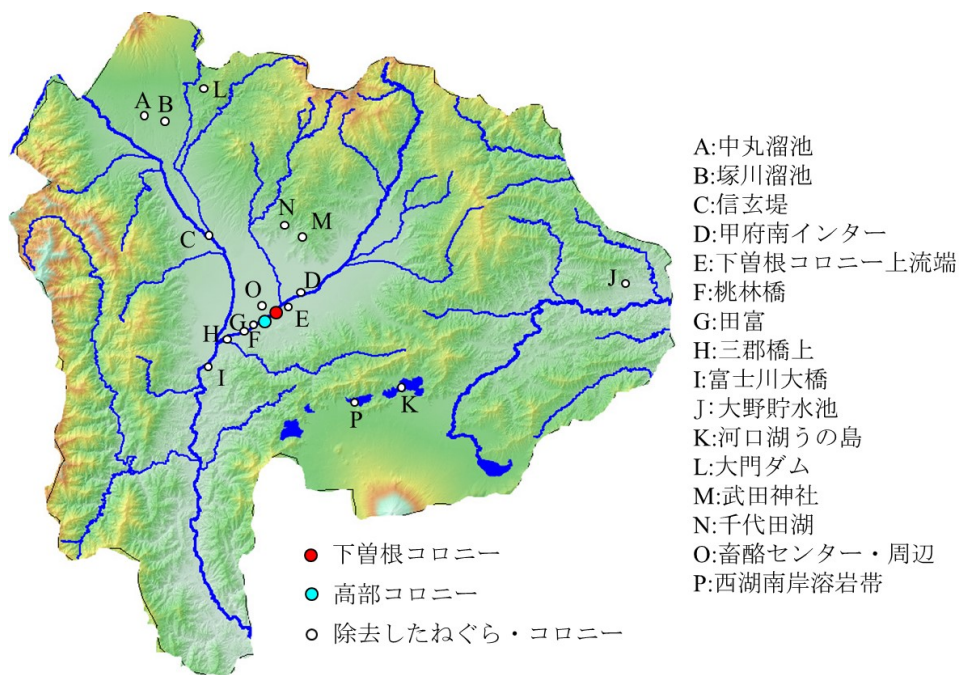 L
A
B
N
M
C
D
O
E
J
G
F
H
I
K
P
A:中丸溜池
B:塚川溜池
C:信玄堤
D:甲府南インター
E:下曽根コロニー上流端
F:桃林橋
G:田富
H:三郡橋上
I:富士川大橋
J:大野貯水池
K:河口湖うの島
L:大門ダム
M:武田神社
N:千代田湖
O:畜酪センター・周辺
P:西湖南岸溶岩帯
下曽根コロニー
高部コロニー
除去したねぐら・コロニー